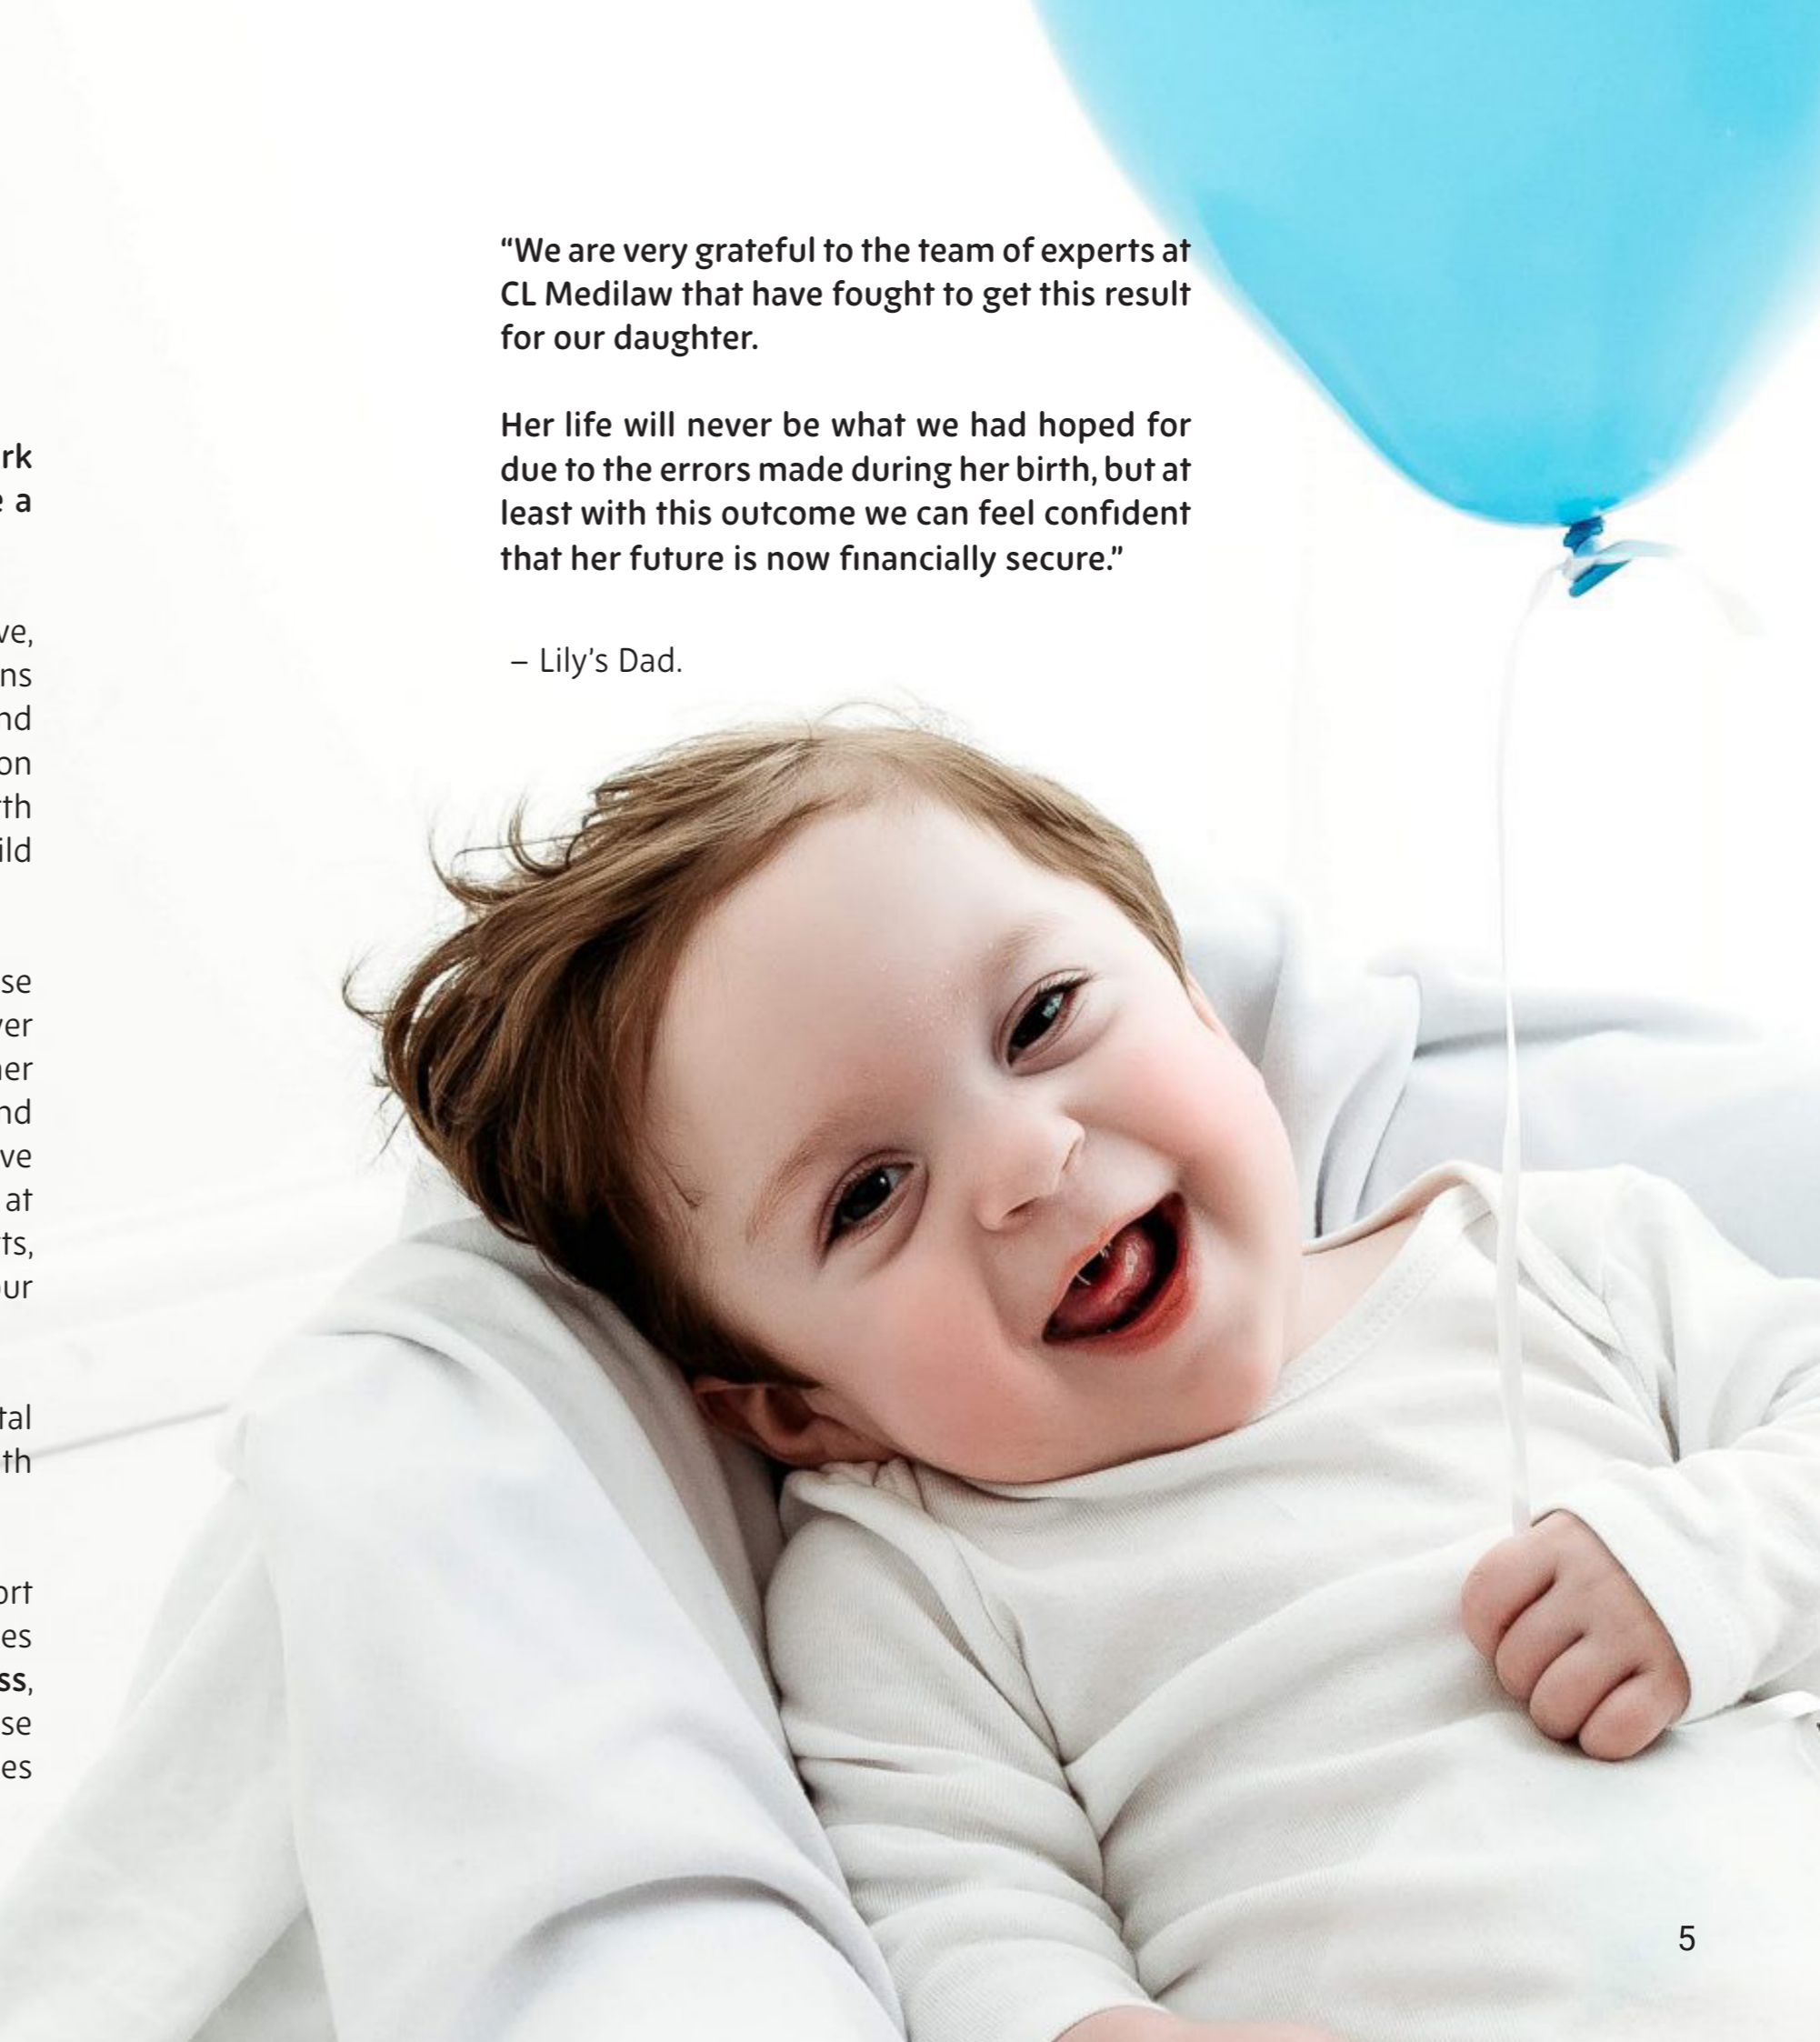 “We are very grateful to the team of experts at
CL Medilaw that have fought to get this result
for our daughter.
Her life will never be what we had hoped for
due to the errors made during her birth, but at
least with this outcome we can feel confident
that her future is now financially secure.”
– Lily’s Dad.
a
at
5